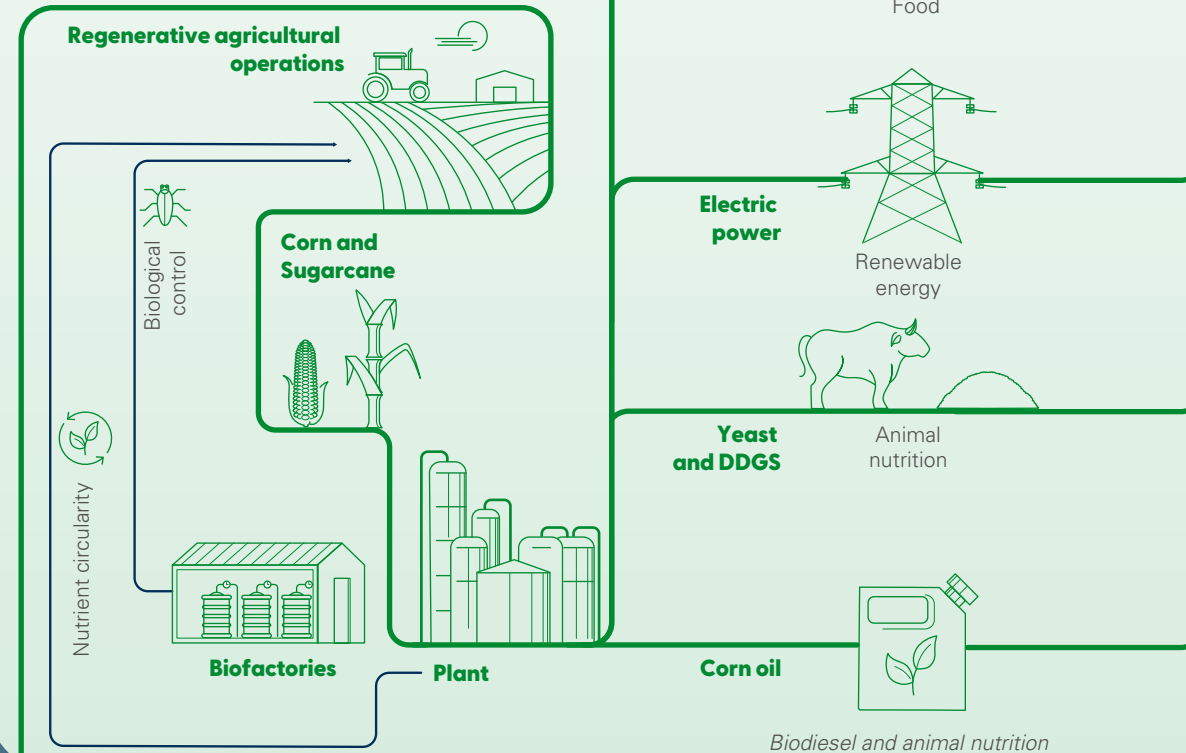 Food
Regenerative agricultural
operations
Electric
power
Renewable
energy
Corn and
Sugarcane
Biological
control
Yeast
and DDGS
Animal
nutrition
Nutrient circularity
Biofactories
Plant
Corn oil
Biodiesel and animal nutrition